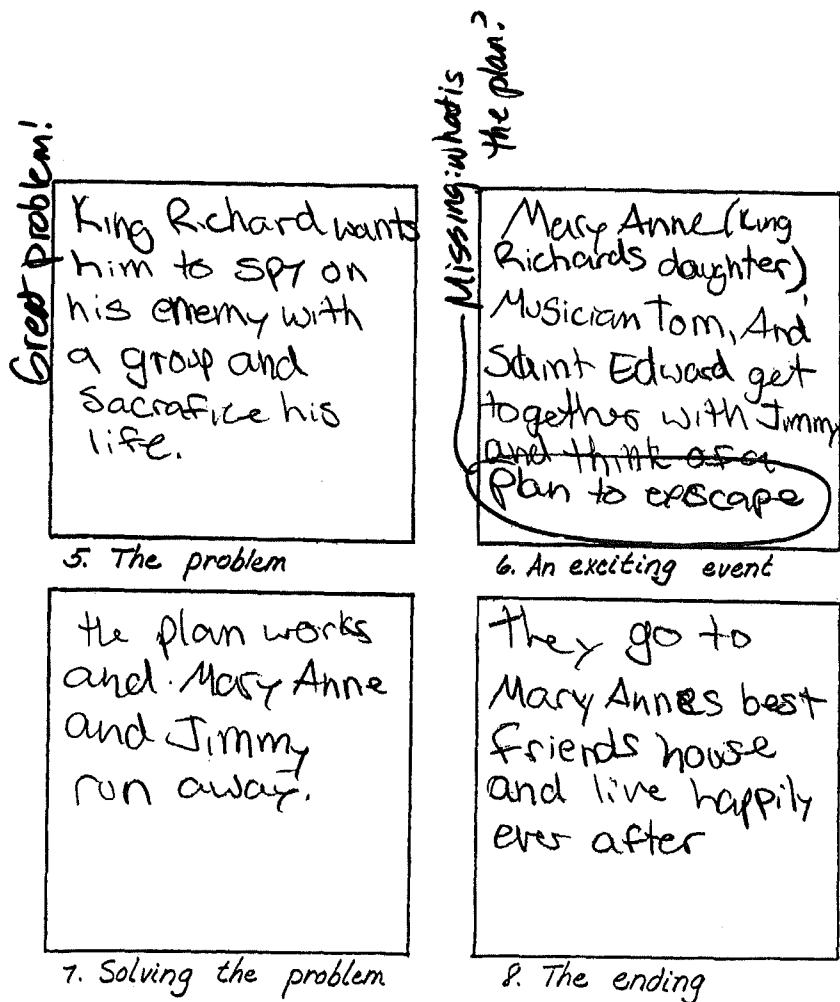 Great problem!
King Richard wants
him to spy on
his enemy with
a group and
sacrafice his
life.
5. The problem
Missing: what is
the plan?
Mary Anne (King
Richards daughter)
Musician Tom, And
Saint Edward get
together with Jimmy
and think of a
plan to exscape
6. An exciting event
the plan works
and Mary Anne
and Jimmy
run away.
7. Solving the problem
They go to
Mary Annes best
friends house
and live happily
ever after
8. The ending